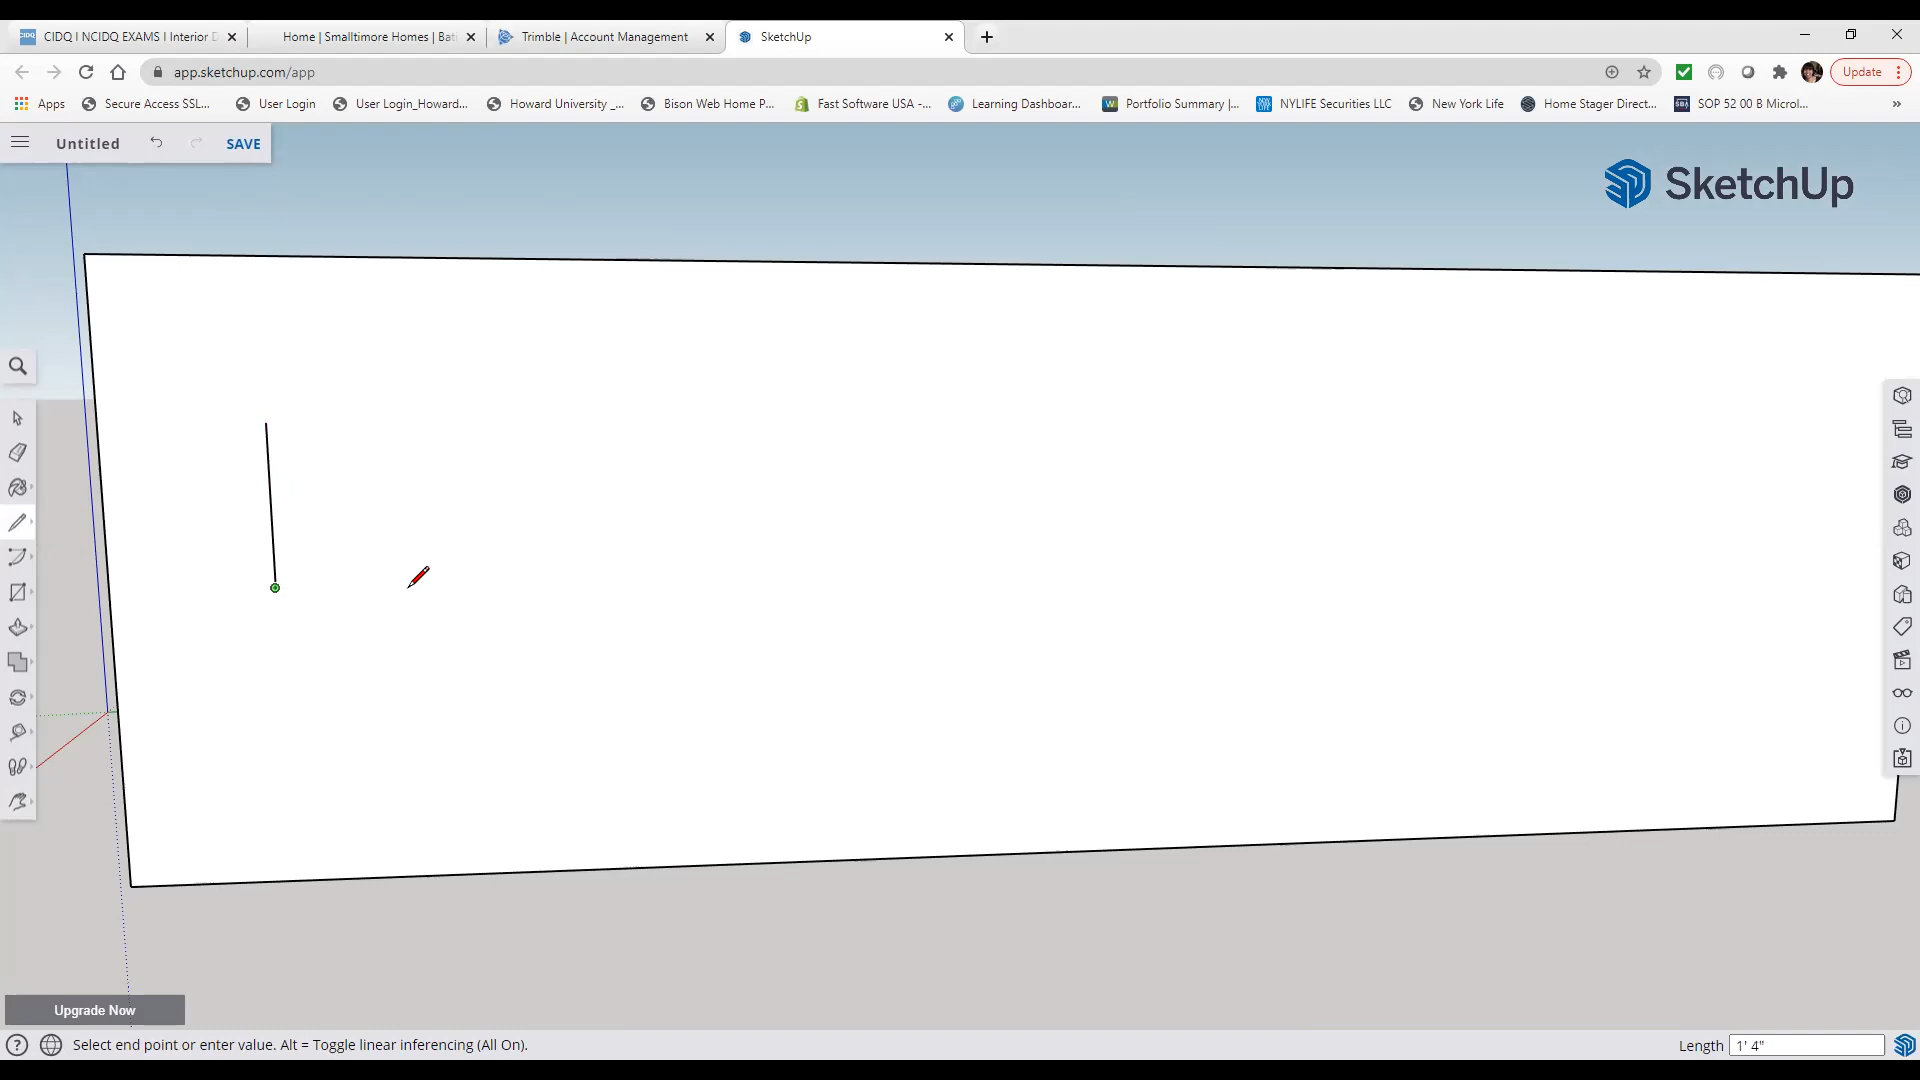 CIDQ I NCIDQ EXAMS I Interior D
Home | Smalltimore Homes | Balt
Trimble | Account Management
SketchUp
app.sketchup.com/app
Update
Apps
Secure Access SSL...
User Login
User Login_Howard...
Howard University _...
Bison Web Home P...
Fast Software USA -...
Learning Dashboar...
Portfolio Summary |...
NYLIFE Securities LLC
New York Life
Home Stager Direct...
SOP 52 00 B Microl...
»
Untitled
SAVE
SketchUp
Upgrade Now
Select end point or enter value. Alt = Toggle linear inferencing (All On).
Length 1' 4"